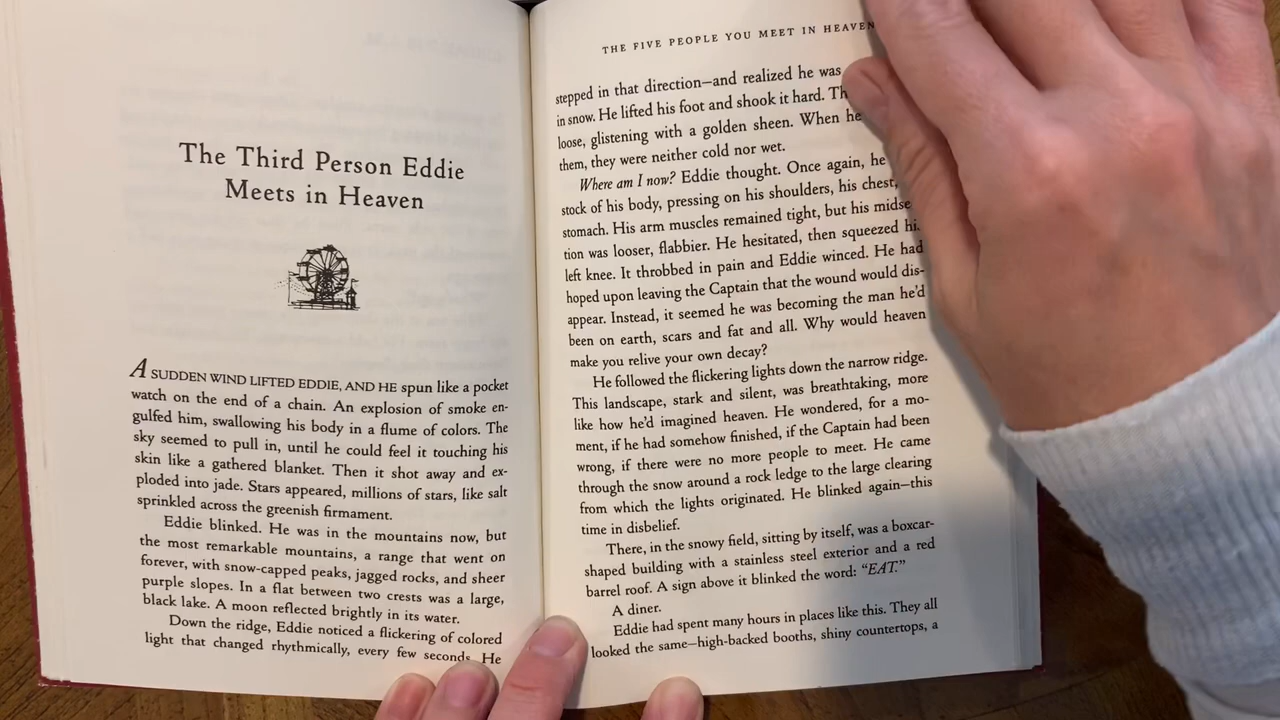 The Third Person Eddie
Meets in Heaven
A SUDDEN WIND LIFTED EDDIE, AND HE spun like a pocket
watch on the end of a chain. An explosion of smoke en-
gulfed him, swallowing his body in a flume of colors. The
sky seemed to pull in, until he could feel it touching his
skin like a gathered blanket. Then it shot away and ex-
ploded into jade. Stars appeared, millions of stars, like salt
sprinkled across the greenish firmament.
Eddie blinked. He was in the mountains now, but
the most remarkable mountains, a range that went on
forever, with snow-capped peaks, jagged rocks, and sheer
purple slopes. In a flat between two crests was a large,
black lake. A moon reflected brightly in its water.
Down the ridge, Eddie noticed a flickering of colored
light that changed rhythmically, every few seconds. He
THE FIVE PEOPLE YOU MEET IN HEAVEN
stepped in that direction—and realized he was
in snow. He lifted his foot and shook it hard.
loose, glistening with a golden sheen. When he
them, they were neither cold nor wet.
Where am I now? Eddie thought. Once again, he
stock of his body, pressing on his shoulders, his chest,
stomach. His arm muscles remained tight, but his midse
tion was looser, flabbier. He hesitated, then squeezed hi
left knee. It throbbed in pain and Eddie winced. He had
hoped upon leaving the Captain that the wound would dis-
appear. Instead, it seemed he was becoming the man he'd
been on earth, scars and fat and all. Why would heaven
make you relive your own decay?
He followed the flickering lights down the narrow ridge.
This landscape, stark and silent, was breathtaking, more
like how he'd imagined heaven. He wondered, for a mo-
ment, if he had somehow finished, if the Captain had been
wrong, if there were no more people to meet. He came
through the snow around a rock ledge to the large clearing
from which the lights originated. He blinked again—this
time in disbelief.
There, in the snowy field, sitting by itself, was a boxcar-
shaped building with a stainless steel exterior and a red
barrel roof. A sign above it blinked the word: "EAT."
A diner.
Eddie had spent many hours in places like this. They all
looked the same—high-backed booths, shiny countertops, a